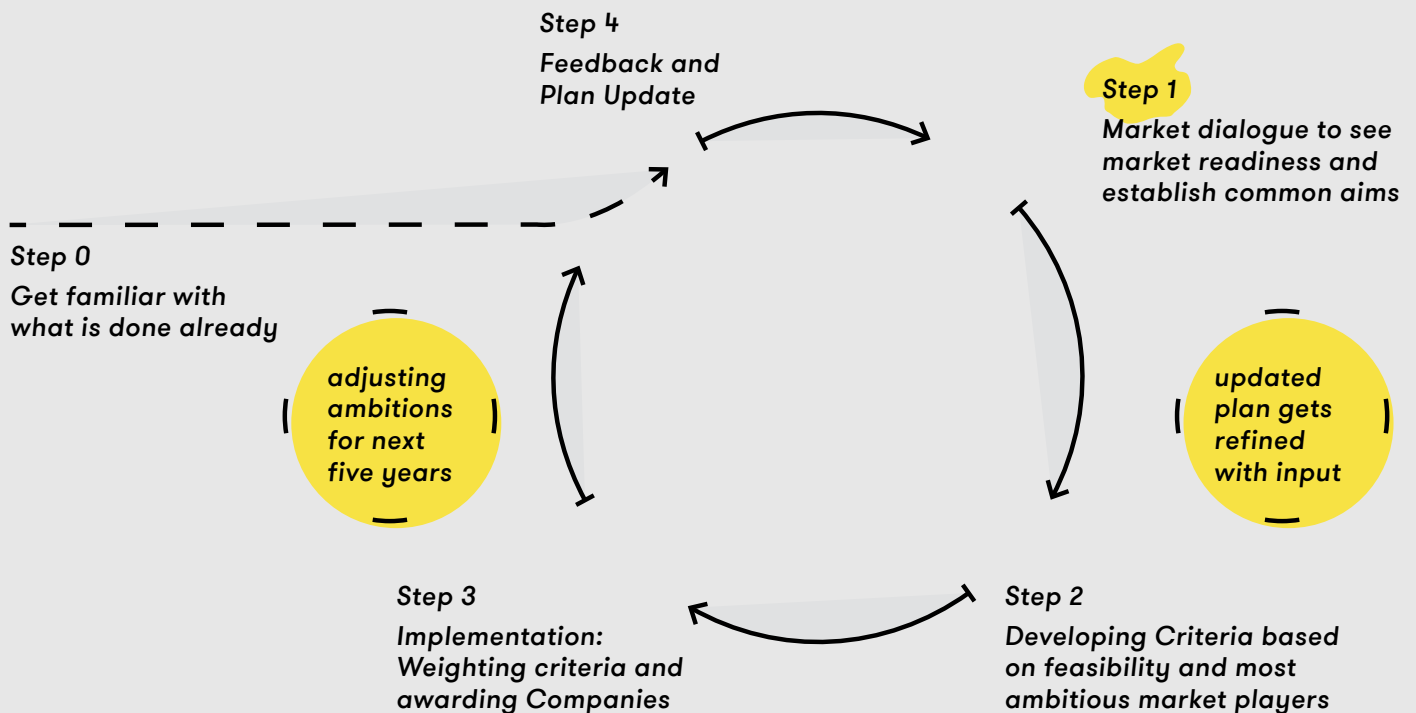 Step 4
Feedback and
Plan Update
Step 1
Market dialogue to see
market readiness and
establish common aims
Step 0
Get familiar with
what is done already
adjusting
ambitions
for next
five years
updated
plan gets
refined
with input
Step 3
Implementation:
Weighting criteria and
awarding Companies
Step 2
Developing Criteria based
on feasibility and most
ambitious market players